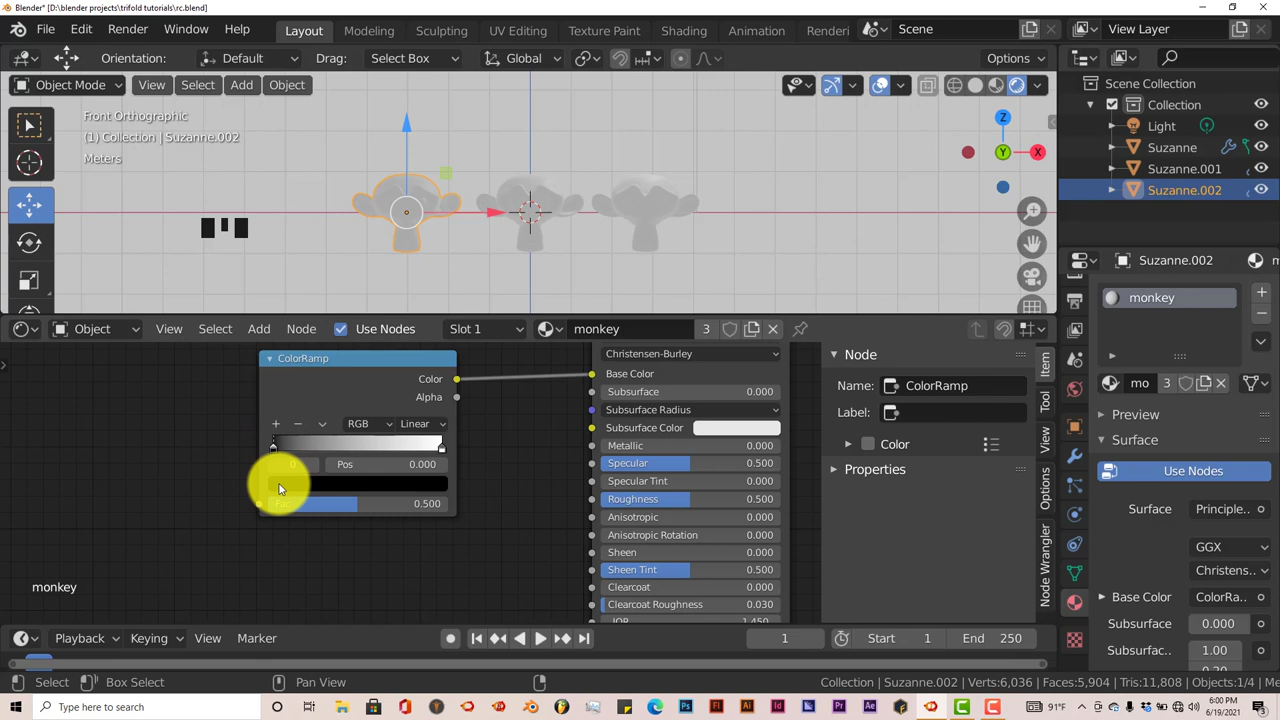 Blender* [D:\blender projects\trifold tutorials\rc.blend]
File Edit Render Window Help Layout Modeling Sculpting UV Editing Texture Paint Shading Animation Scene View Layer
Orientation: Default Drag: Select Box Global Options
Object Mode View Select Add Object
Front Orthographic
(1) Collection | Suzanne.002
Meters
Z
Y
X
Scene Collection
Collection
Light
Suzanne
Suzanne.001
Suzanne.002
Object View Select Add Node Use Nodes Slot 1 monkey 3
ColorRamp
Color
Alpha
RGB Linear
0 Pos 0.000
Fac 0.500
monkey
Christensen-Burley
Base Color
Subsurface 0.000
Subsurface Radius
Subsurface Color
Metallic 0.000
Specular 0.500
Specular Tint 0.000
Roughness 0.500
Anisotropic 0.000
Anisotropic Rotation 0.000
Sheen 0.000
Sheen Tint 0.500
Clearcoat 0.000
Clearcoat Roughness 0.030
IOR 1.450
Node
Name: ColorRamp
Label:
Color
Properties
Item
Tool
View
Options
Node Wrangler
Suzanne.002
monkey
mo 3
Preview
Surface
Use Nodes
Surface Principle..
GGX
Christens..
Base Color ColorRa..
Subsurface 0.000
Subsurfac.. 1.00
0.20
Playback Keying View Marker 1 Start 1 End 250
Select Box Select Pan View Collection | Suzanne.002 | Verts:6,036 | Faces:5,904 | Tris:11,808 | Objects:1/4 | Me
Type here to search 91°F 6:00 PM
6/19/2021